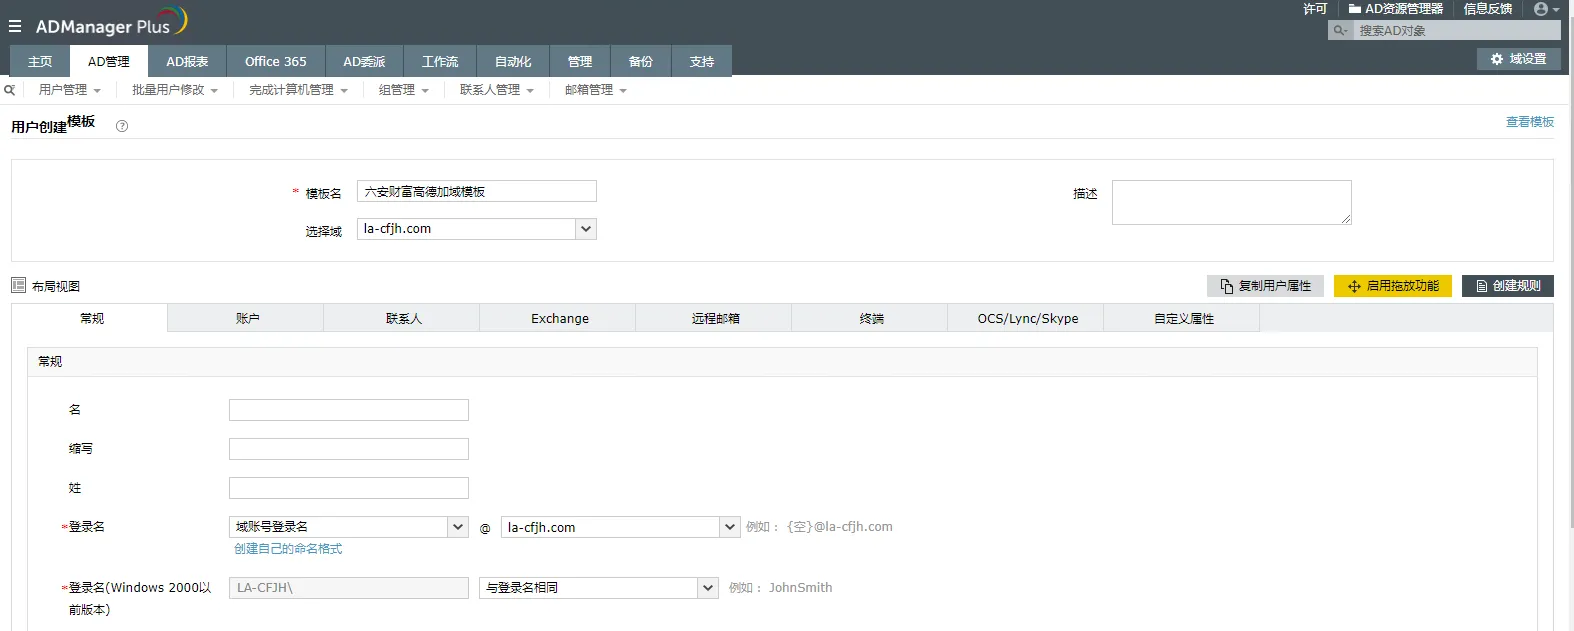 许可 AD资源管理器 信息反馈
ADManager Plus
搜索AD对象
主页 AD管理 AD报表 Office 365 AD委派 工作流 自动化 管理 备份 支持 域设置
用户管理 批量用户修改 完成计算机管理 组管理 联系人管理 邮箱管理
用户创建模板 ? 查看模板
* 模板名 六安财富高德加域模板 描述
选择域 la-cfjh.com
布局视图 复制用户属性 启用拖放功能 创建规则
常规 账户 联系人 Exchange 远程邮箱 终端 OCS/Lync/Skype 自定义属性
常规
名
缩写
姓
*登录名 域账号登录名 @ la-cfjh.com 例如： {空}@la-cfjh.com
创建自己的命名格式
*登录名(Windows 2000以 LA-CFJH\ 与登录名相同 例如： JohnSmith
前版本)